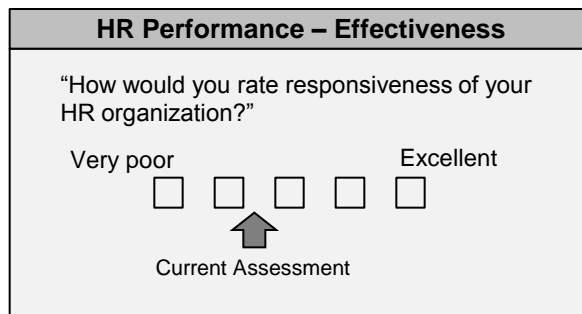 HR Performance – Effectiveness
“How would you rate responsiveness of your
HR organization?”
Very poor
Excellent
Current Assessment